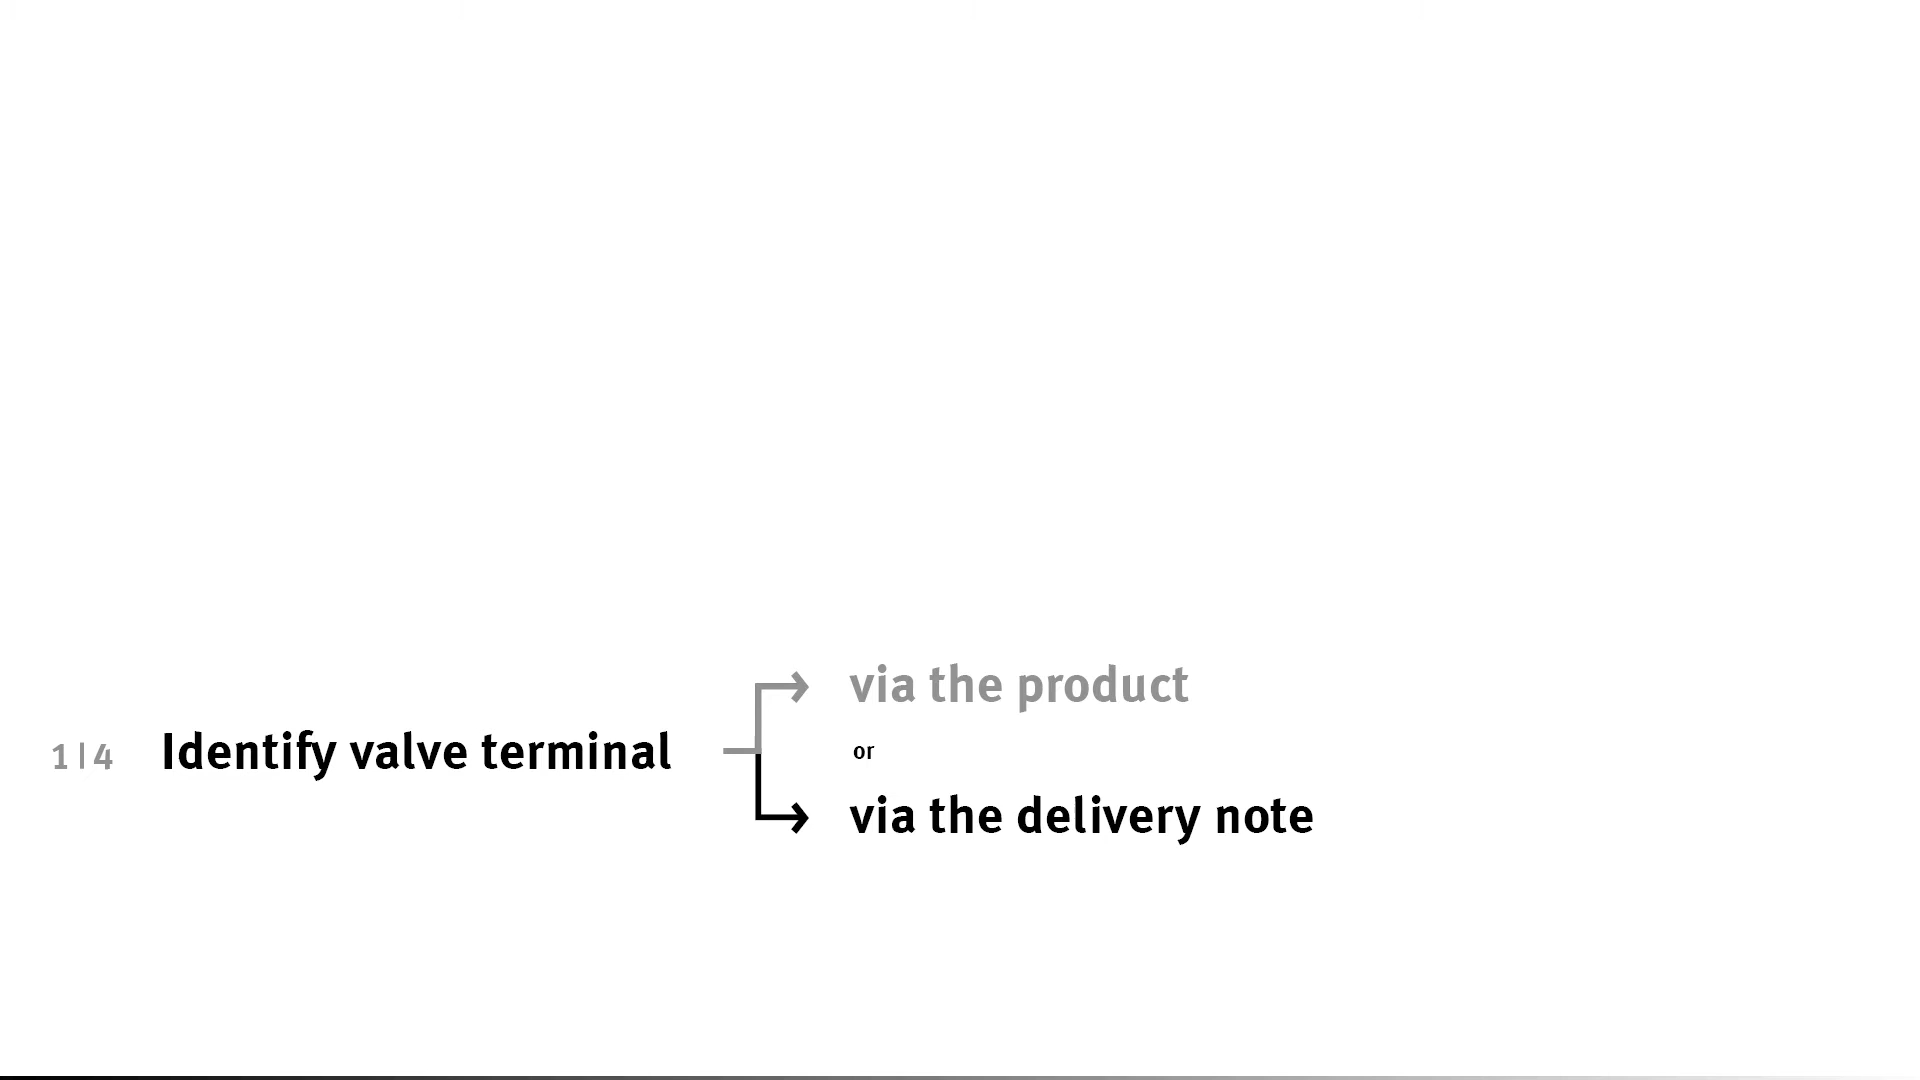 via the product
1|4 Identify valve terminal or
via the delivery note